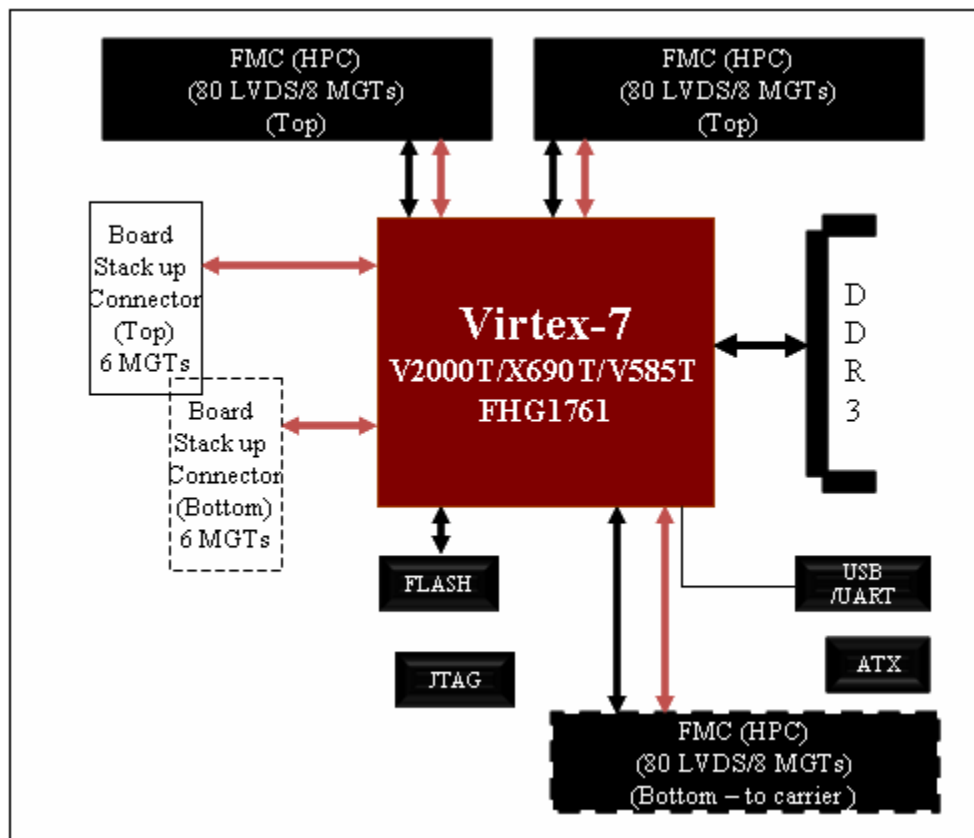 FMC (HPC)
(80 LVDS/8 MGTs)
(Top)
FMC (HPC)
(80 LVDS/8 MGTs)
(Top)
Board
Stack up
Connector
(Top)
6 MGTs
Board
Stack up
Connector
(Bottom)
6 MGTs
Virtex-7
V2000T/X690T/V585T
FHG1761
D
D
R
3
FLASH
JTAG
USB
/UART
ATX
FMC (HPC)
(80 LVDS/8 MGTs)
(Bottom – to carrier )